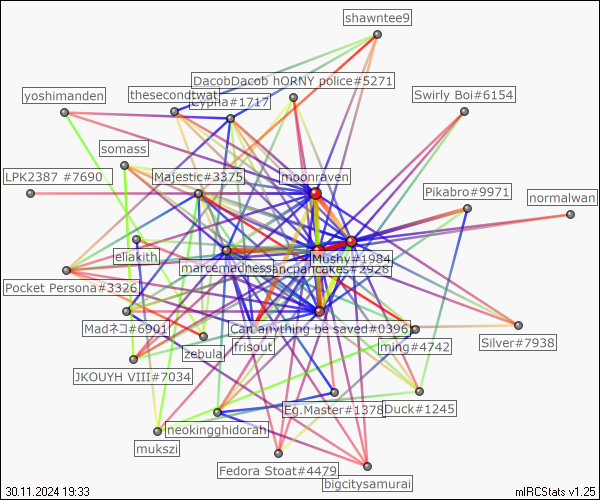 shawntee9
DacobDacob hORNY police#5271
yoshimanden
thesecondtwat
Swirly Boi#6154
Cypha#1717
somass
LPK2387 #7690
Majestic#3375
moonraven
Pikabro#9971
normalwan
eliakith
Mushy#1984
marcemadness
ancpancakes#2928
Pocket Persona#3326
Madネコ#6901
Can anything be saved#0396
zebula
frisout
ming#4742
Silver#7938
JKOUYH VIII#7034
Eg.Master#1378
Duck#1245
neokingghidorah
mukszi
Fedora Stoat#4479
bigcitysamurai
30.11.2024 19:33
mIRCStats v1.25